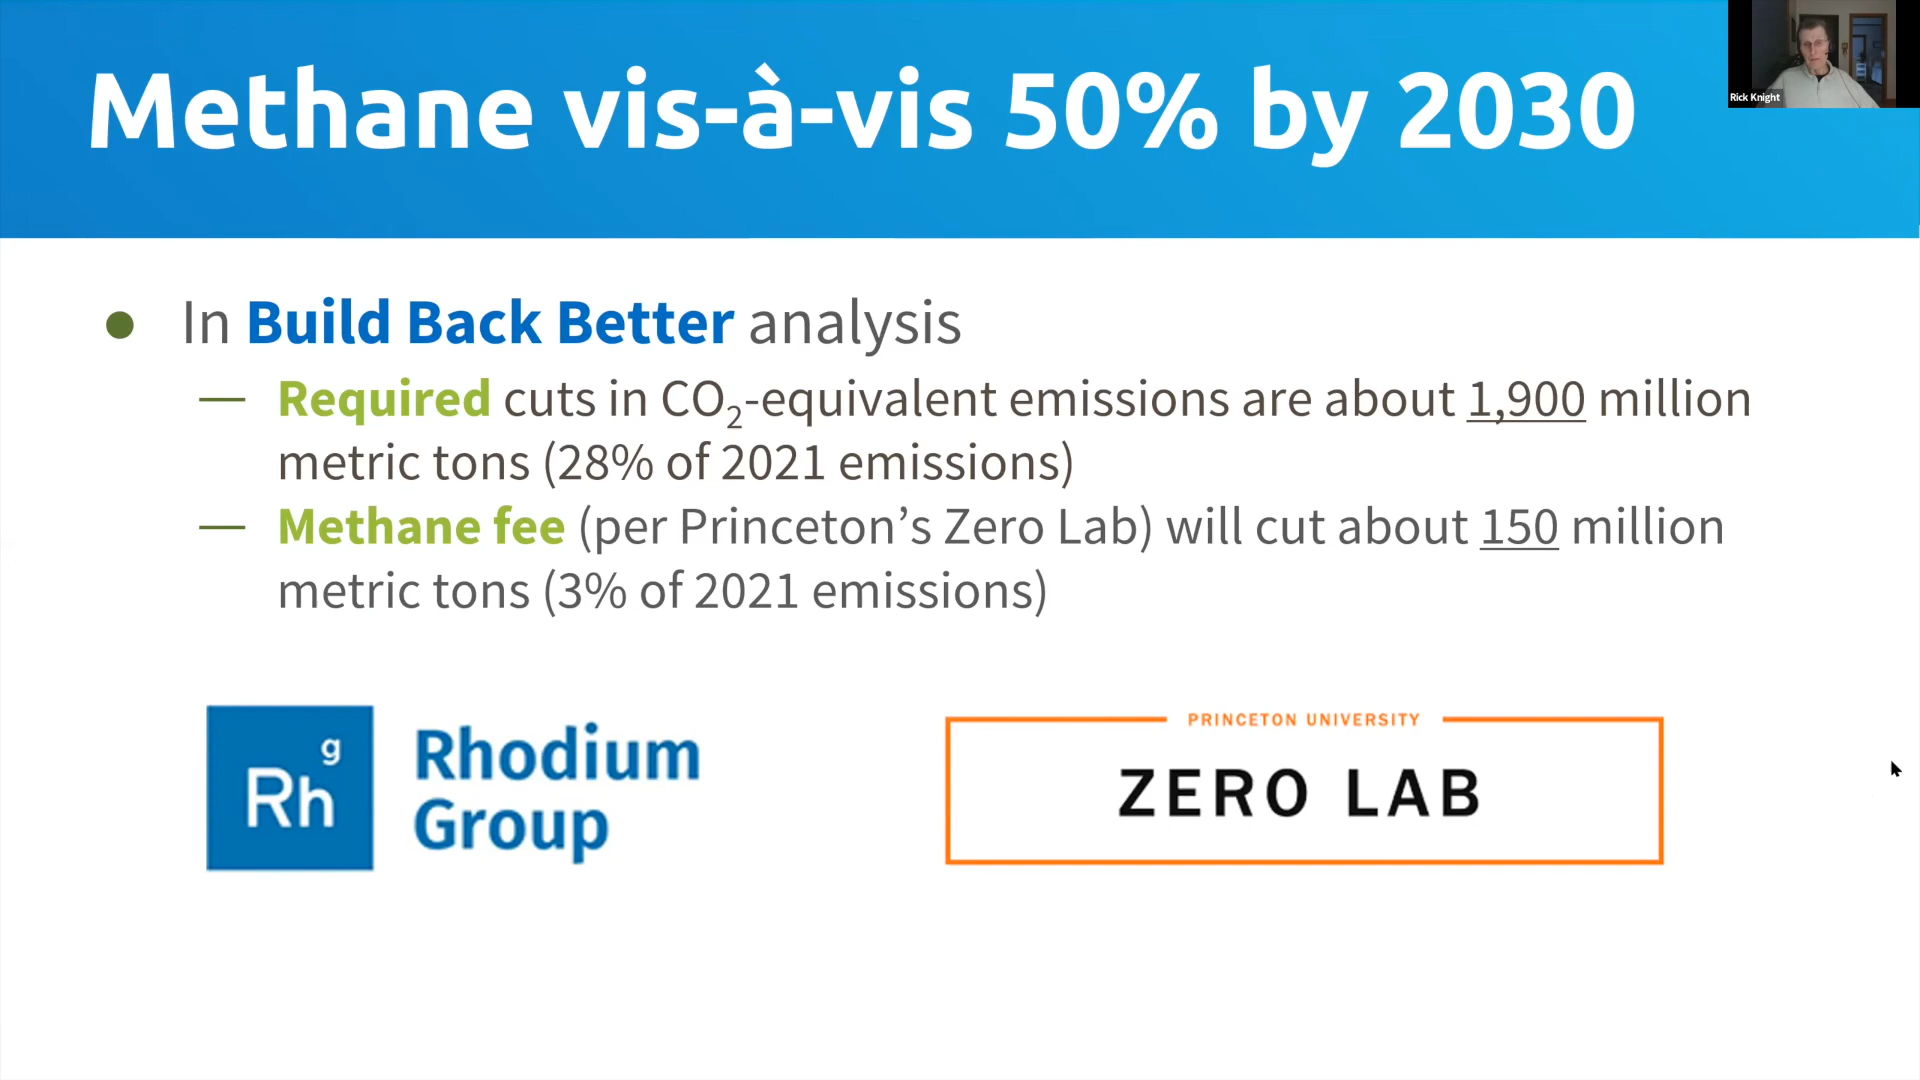 Methane vis-à-vis 50% by 2030
Rick Knight
● In Build Back Better analysis
— Required cuts in CO₂-equivalent emissions are about 1,900 million
metric tons (28% of 2021 emissions)
— Methane fee (per Princeton’s Zero Lab) will cut about 150 million
metric tons (3% of 2021 emissions)
Rh g
Rhodium
Group
PRINCETON UNIVERSITY
ZERO LAB